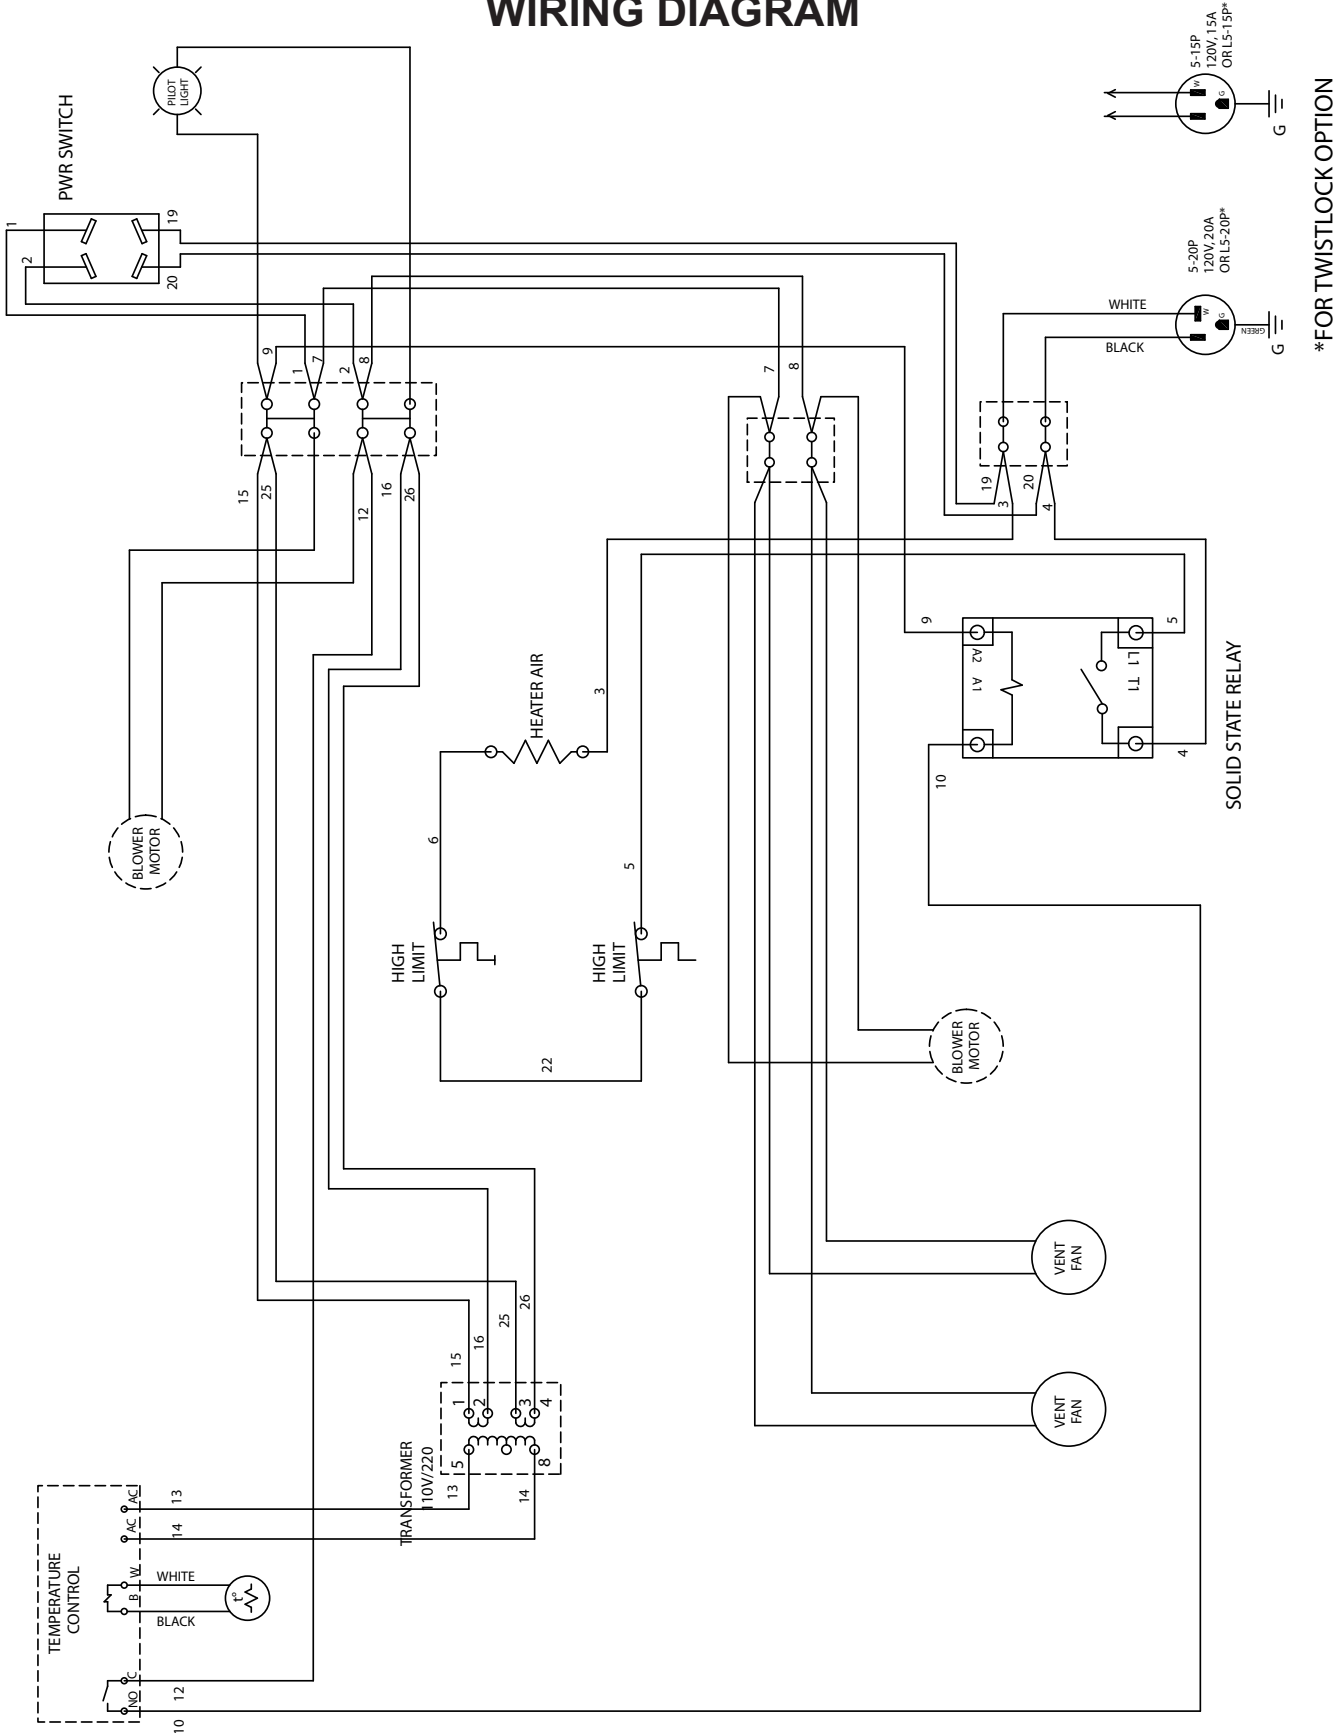 WIRING DIAGRAM
PILOT
LIGHT
PWR SWITCH
1
2
19
20
5-15P
120V, 15A
OR L5-15P*
W
G
G
*FOR TWISTLOCK OPTION
5-20P
120V, 20A
OR L5-20P*
WHITE
BLACK
W
G
GREEN
G
9
1
7
2
8
7
8
15
25
12
16
26
19
3
20
4
9
5
A2 A1
L1 T1
10
4
SOLID STATE RELAY
HEATER AIR
3
6
5
BLOWER
MOTOR
HIGH
LIMIT
HIGH
LIMIT
22
BLOWER
MOTOR
VENT
FAN
VENT
FAN
15
16
25
26
1
2
3
4
5
8
13
14
TRANSFORMER
110V/220
TEMPERATURE
CONTROL
AC
AC
W
B
C
NO
13
14
WHITE
BLACK
t°
12
10